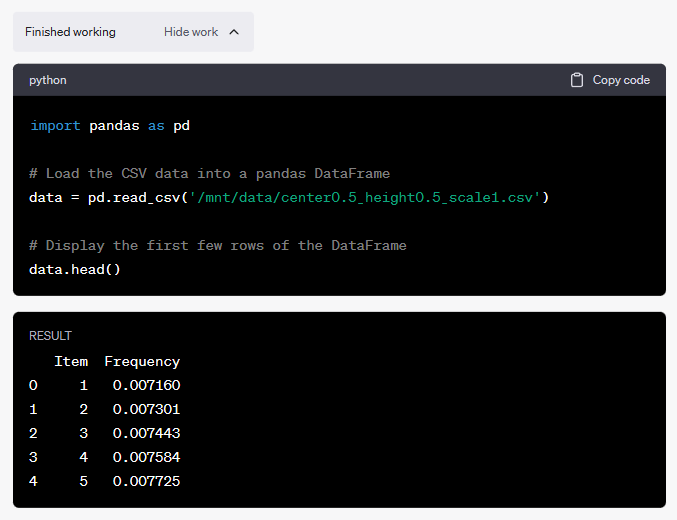 Finished working Hide work
python Copy code
import pandas as pd
# Load the CSV data into a pandas DataFrame
data = pd.read_csv('/mnt/data/center0.5_height0.5_scale1.csv')
# Display the first few rows of the DataFrame
data.head()
RESULT
Item Frequency
0 1 0.007160
1 2 0.007301
2 3 0.007443
3 4 0.007584
4 5 0.007725